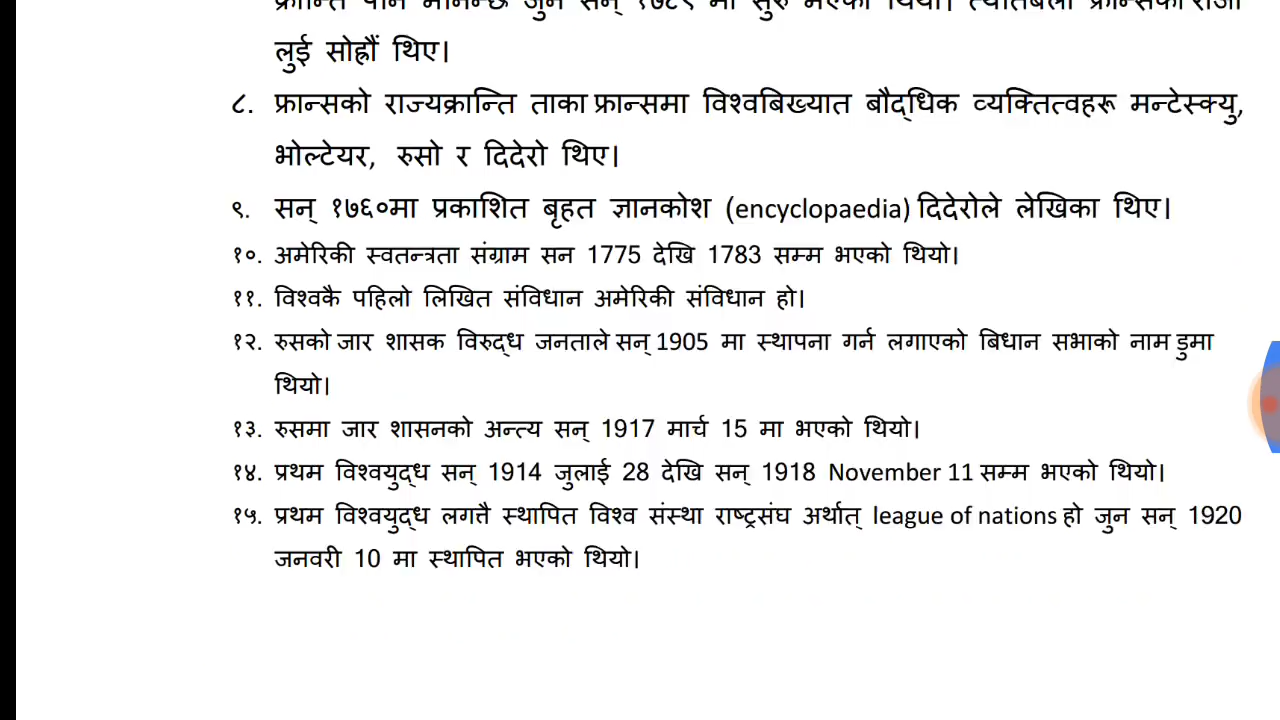 लुई सोह्रौं थिए।
८. फ्रान्सको राज्यक्रान्ति ताका फ्रान्समा विश्वबिख्यात बौद्धिक व्यक्तित्वहरू मन्टेस्क्यु,
भोल्टेयर, रुसो र दिदेरो थिए।
९. सन् १७६०मा प्रकाशित बृहत ज्ञानकोश (encyclopaedia) दिदेरोले लेखिका थिए।
१०. अमेरिकी स्वतन्त्रता संग्राम सन 1775 देखि 1783 सम्म भएको थियो।
११. विश्वकै पहिलो लिखित संविधान अमेरिकी संविधान हो।
१२. रुसको जार शासक विरुद्ध जनताले सन् 1905 मा स्थापना गर्न लगाएको बिधान सभाको नाम डुमा
थियो।
१३. रुसमा जार शासनको अन्त्य सन् 1917 मार्च 15 मा भएको थियो।
१४. प्रथम विश्वयुद्ध सन् 1914 जुलाई 28 देखि सन् 1918 November 11 सम्म भएको थियो।
१५. प्रथम विश्वयुद्ध लगत्तै स्थापित विश्व संस्था राष्ट्रसंघ अर्थात् league of nations हो जुन सन् 1920
जनवरी 10 मा स्थापित भएको थियो।